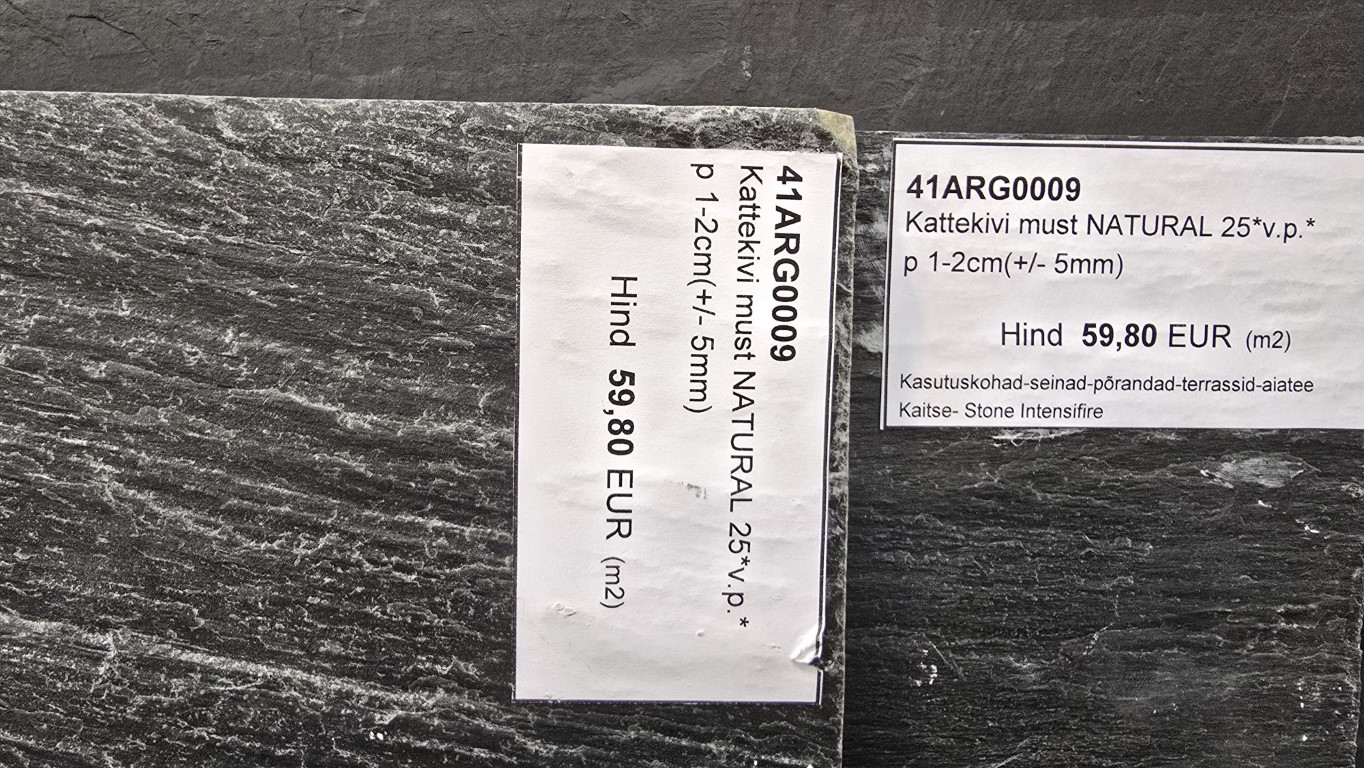 41ARG0009
Kattekivi must NATURAL 25*v.p.*
p 1-2cm(+/- 5mm)
Hind 59,80 EUR (m2)
41ARG0009
Kattekivi must NATURAL 25*v.p.*
p 1-2cm(+/- 5mm)
Hind 59,80 EUR (m2)
Kasutuskohad-seinad-põrandad-terrassid-aiatee
Kaitse- Stone Intensifire